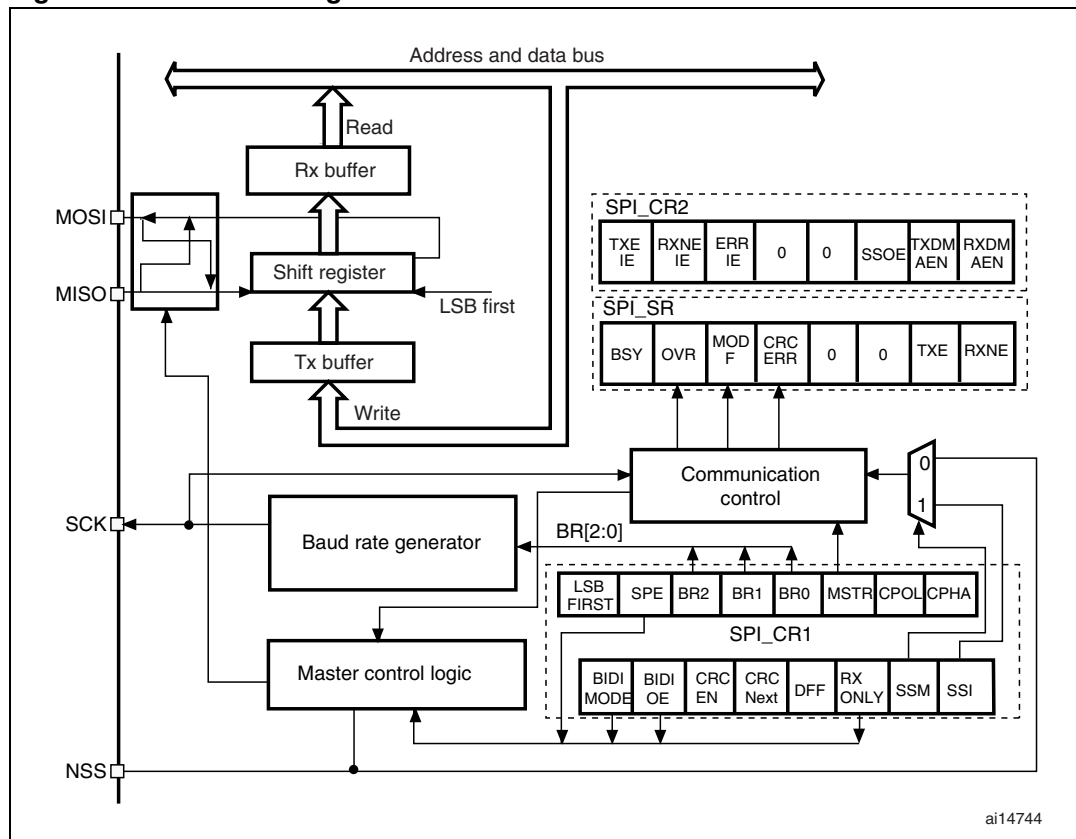 Address and data bus
Read
Rx buffer
MOSI
SPI_CR2
TXE
IE
RXNE
IE
ERR
IE
0
0
SSOE
TXDM
AEN
RXDM
AEN
Shift register
MISO
LSB first
SPI_SR
BSY
OVR
MOD
F
CRC
ERR
0
0
TXE
RXNE
Tx buffer
Write
Communication
control
0
1
SCK
Baud rate generator
BR[2:0]
LSB
FIRST
SPE
BR2
BR1
BR0
MSTR
CPOL
CPHA
SPI_CR1
Master control logic
BIDI
MODE
BIDI
OE
CRC
EN
CRC
Next
DFF
RX
ONLY
SSM
SSI
NSS
ai14744